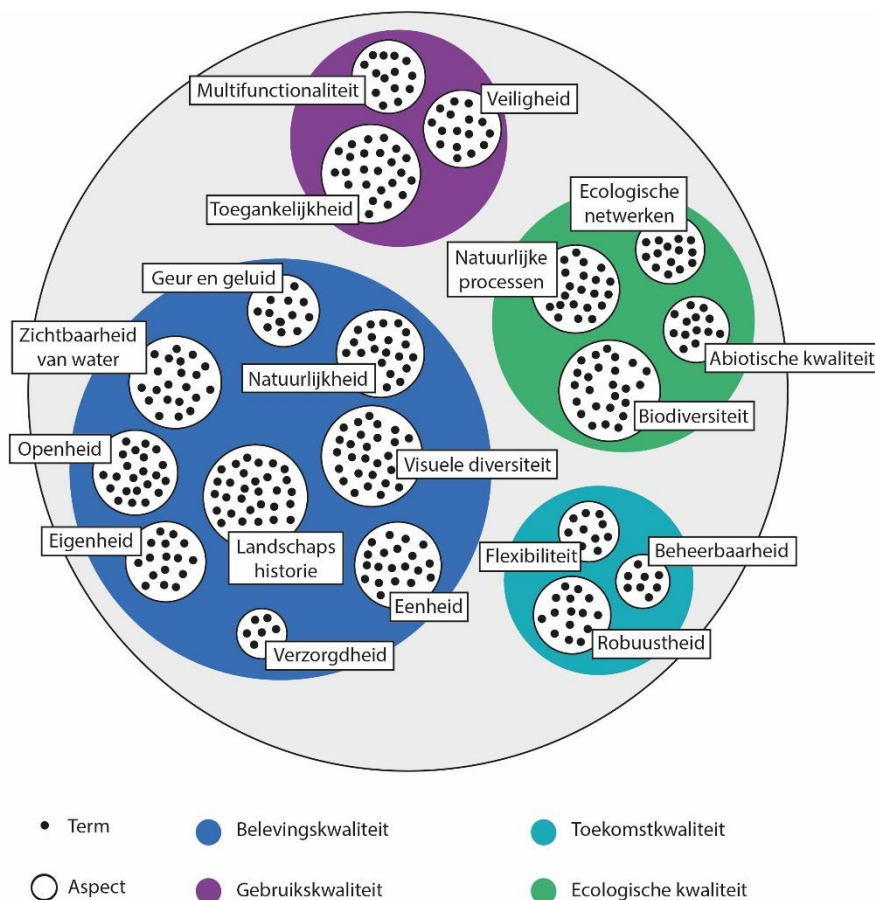 Multifunctionaliteit
Veiligheid
Toegankelijkheid
Ecologische
netwerken
Natuurlijke
processen
Abiotische kwaliteit
Biodiversiteit
Geur en geluid
Zichtbaarheid
van water
Natuurlijkheid
Openheid
Visuele diversiteit
Eigenheid
Landschaps
historie
Eenheid
Verzorgdheid
Flexibiliteit
Beheerbaarheid
Robuustheid
Term
Belevingskwaliteit
Toekomstkwaliteit
Aspect
Gebruikskwaliteit
Ecologische kwaliteit